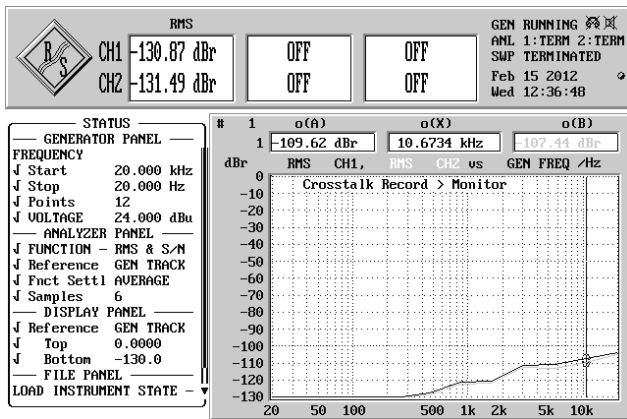 R
S
RMS
CH1 -130.87 dBr OFF OFF
CH2 -131.49 dBr OFF OFF
GEN RUNNING
ANL 1:TERM 2:TERM
SWP TERMINATED
Feb 15 2012
Wed 12:36:48
STATUS
GENERATOR PANEL
FREQUENCY
Start 20.000 kHz
Stop 20.000 Hz
Points 12
VOLTAGE 24.000 dBu
ANALYZER PANEL
FUNCTION - RMS & S/N
Reference GEN TRACK
Fnct Settl AVERAGE
Samples 6
DISPLAY PANEL
Reference GEN TRACK
Top 0.0000
Bottom -130.0
FILE PANEL
LOAD INSTRUMENT STATE -
# 1 o(A) o(X) o(B)
1 -109.62 dBr 10.6734 kHz -107.44 dBr
dBr RMS CH1, RMS CH2 vs GEN FREQ /Hz
Crosstalk Record > Monitor
0
-10
-20
-30
-40
-50
-60
-70
-80
-90
-100
-110
-120
-130
20 50 100 500 1k 2k 5k 10k